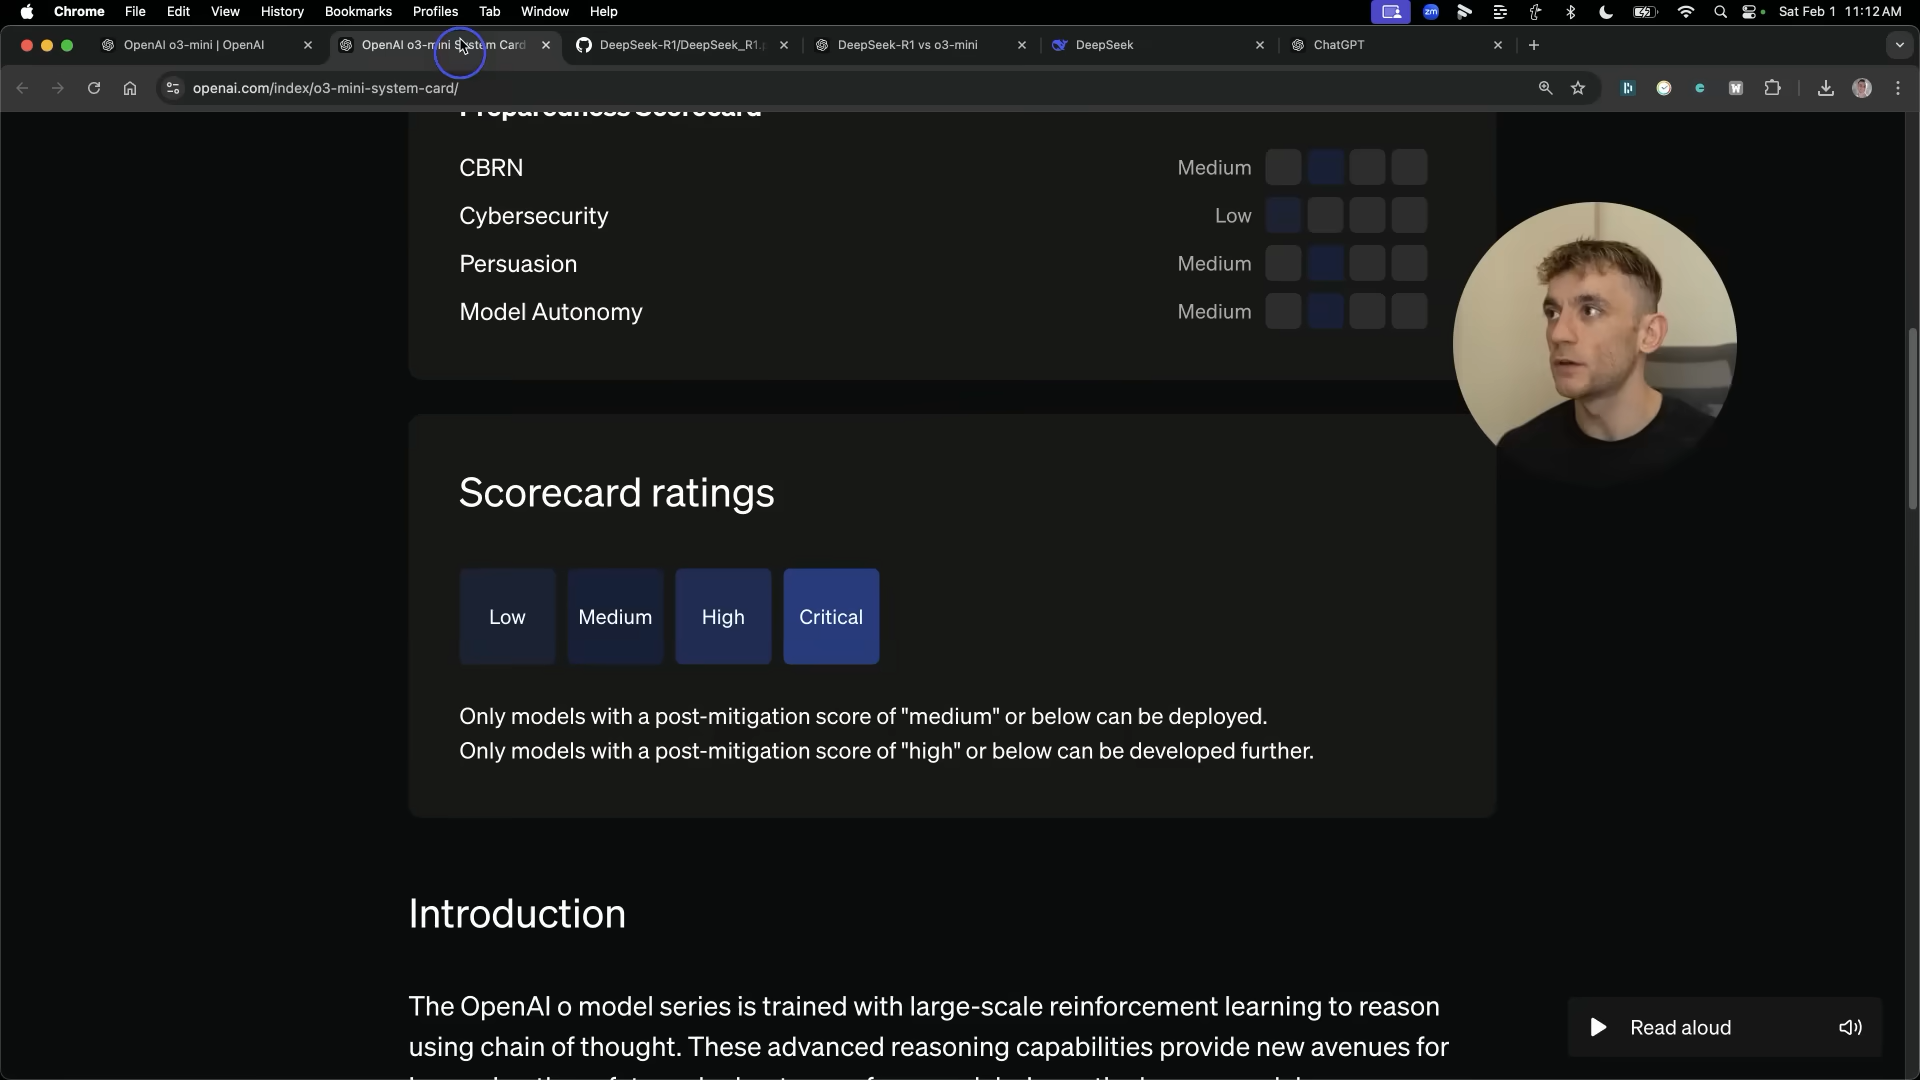 Chrome File Edit View History Bookmarks Profiles Tab Window Help
zm
Sat Feb 1 11:12 AM
OpenAI o3-mini | OpenAI
OpenAI o3-mini System Card
DeepSeek-R1/DeepSeek_R1.
DeepSeek-R1 vs o3-mini
DeepSeek
ChatGPT
openai.com/index/o3-mini-system-card/
Preparedness Scorecard
CBRN Medium
Cybersecurity Low
Persuasion Medium
Model Autonomy Medium
Scorecard ratings
Low Medium High Critical
Only models with a post-mitigation score of "medium" or below can be deployed.
Only models with a post-mitigation score of "high" or below can be developed further.
Introduction
The OpenAI o model series is trained with large-scale reinforcement learning to reason
using chain of thought. These advanced reasoning capabilities provide new avenues for
Read aloud